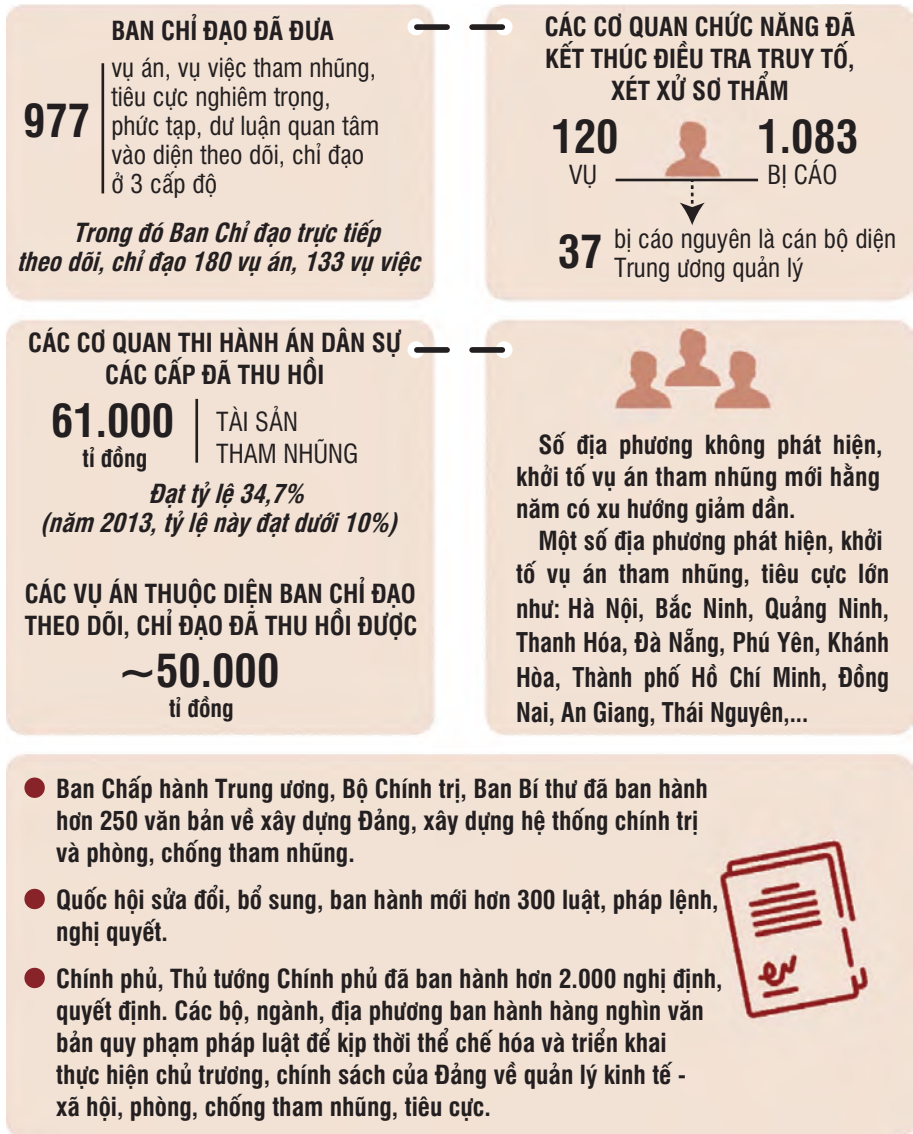 BAN CHỈ ĐẠO ĐÃ ĐƯA
977
vụ án, vụ việc tham nhũng,
tiêu cực nghiêm trọng,
phức tạp, dư luận quan tâm
vào diện theo dõi, chỉ đạo
ở 3 cấp độ
Trong đó Ban Chỉ đạo trực tiếp
theo dõi, chỉ đạo 180 vụ án, 133 vụ việc
CÁC CƠ QUAN CHỨC NĂNG ĐÃ
KẾT THÚC ĐIỀU TRA TRUY TỐ,
XÉT XỬ SƠ THẨM
120
VỤ
1.083
BỊ CÁO
37
bị cáo nguyên là cán bộ diện
Trung ương quản lý
CÁC CƠ QUAN THI HÀNH ÁN DÂN SỰ
CÁC CẤP ĐÃ THU HỒI
61.000
tỉ đồng
TÀI SẢN
THAM NHŨNG
Đạt tỷ lệ 34,7%
(năm 2013, tỷ lệ này đạt dưới 10%)
CÁC VỤ ÁN THUỘC DIỆN BAN CHỈ ĐẠO
THEO DÕI, CHỈ ĐẠO ĐÃ THU HỒI ĐƯỢC
~50.000
tỉ đồng
Số địa phương không phát hiện,
khởi tố vụ án tham nhũng mới hằng
năm có xu hướng giảm dần.
Một số địa phương phát hiện, khởi
tố vụ án tham nhũng, tiêu cực lớn
như: Hà Nội, Bắc Ninh, Quảng Ninh,
Thanh Hóa, Đà Nẵng, Phú Yên, Khánh
Hòa, Thành phố Hồ Chí Minh, Đồng
Nai, An Giang, Thái Nguyên,...
● Ban Chấp hành Trung ương, Bộ Chính trị, Ban Bí thư đã ban hành
hơn 250 văn bản về xây dựng Đảng, xây dựng hệ thống chính trị
và phòng, chống tham nhũng.
● Quốc hội sửa đổi, bổ sung, ban hành mới hơn 300 luật, pháp lệnh,
nghị quyết.
● Chính phủ, Thủ tướng Chính phủ đã ban hành hơn 2.000 nghị định,
quyết định. Các bộ, ngành, địa phương ban hành hàng nghìn văn
bản quy phạm pháp luật để kịp thời thể chế hóa và triển khai
thực hiện chủ trương, chính sách của Đảng về quản lý kinh tế -
xã hội, phòng, chống tham nhũng, tiêu cực.